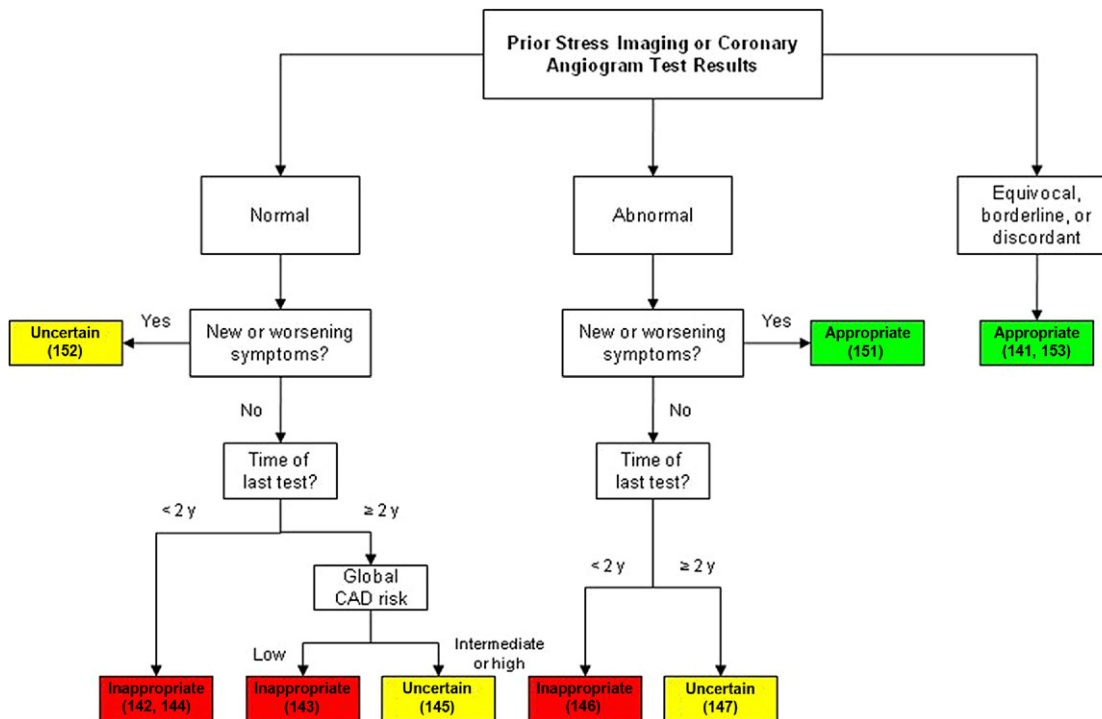 Prior Stress Imaging or Coronary
Angiogram Test Results
Normal
Abnormal
Equivocal,
borderline, or
discordant
Uncertain
(152)
Yes
New or worsening
symptoms?
New or worsening
symptoms?
Yes
Appropriate
(151)
Appropriate
(141, 153)
No
No
Time of
last test?
Time of
last test?
< 2 y
≥ 2 y
Global
CAD risk
< 2 y
≥ 2 y
Low
Intermediate
or high
Inappropriate
(142, 144)
Inappropriate
(143)
Uncertain
(145)
Inappropriate
(146)
Uncertain
(147)